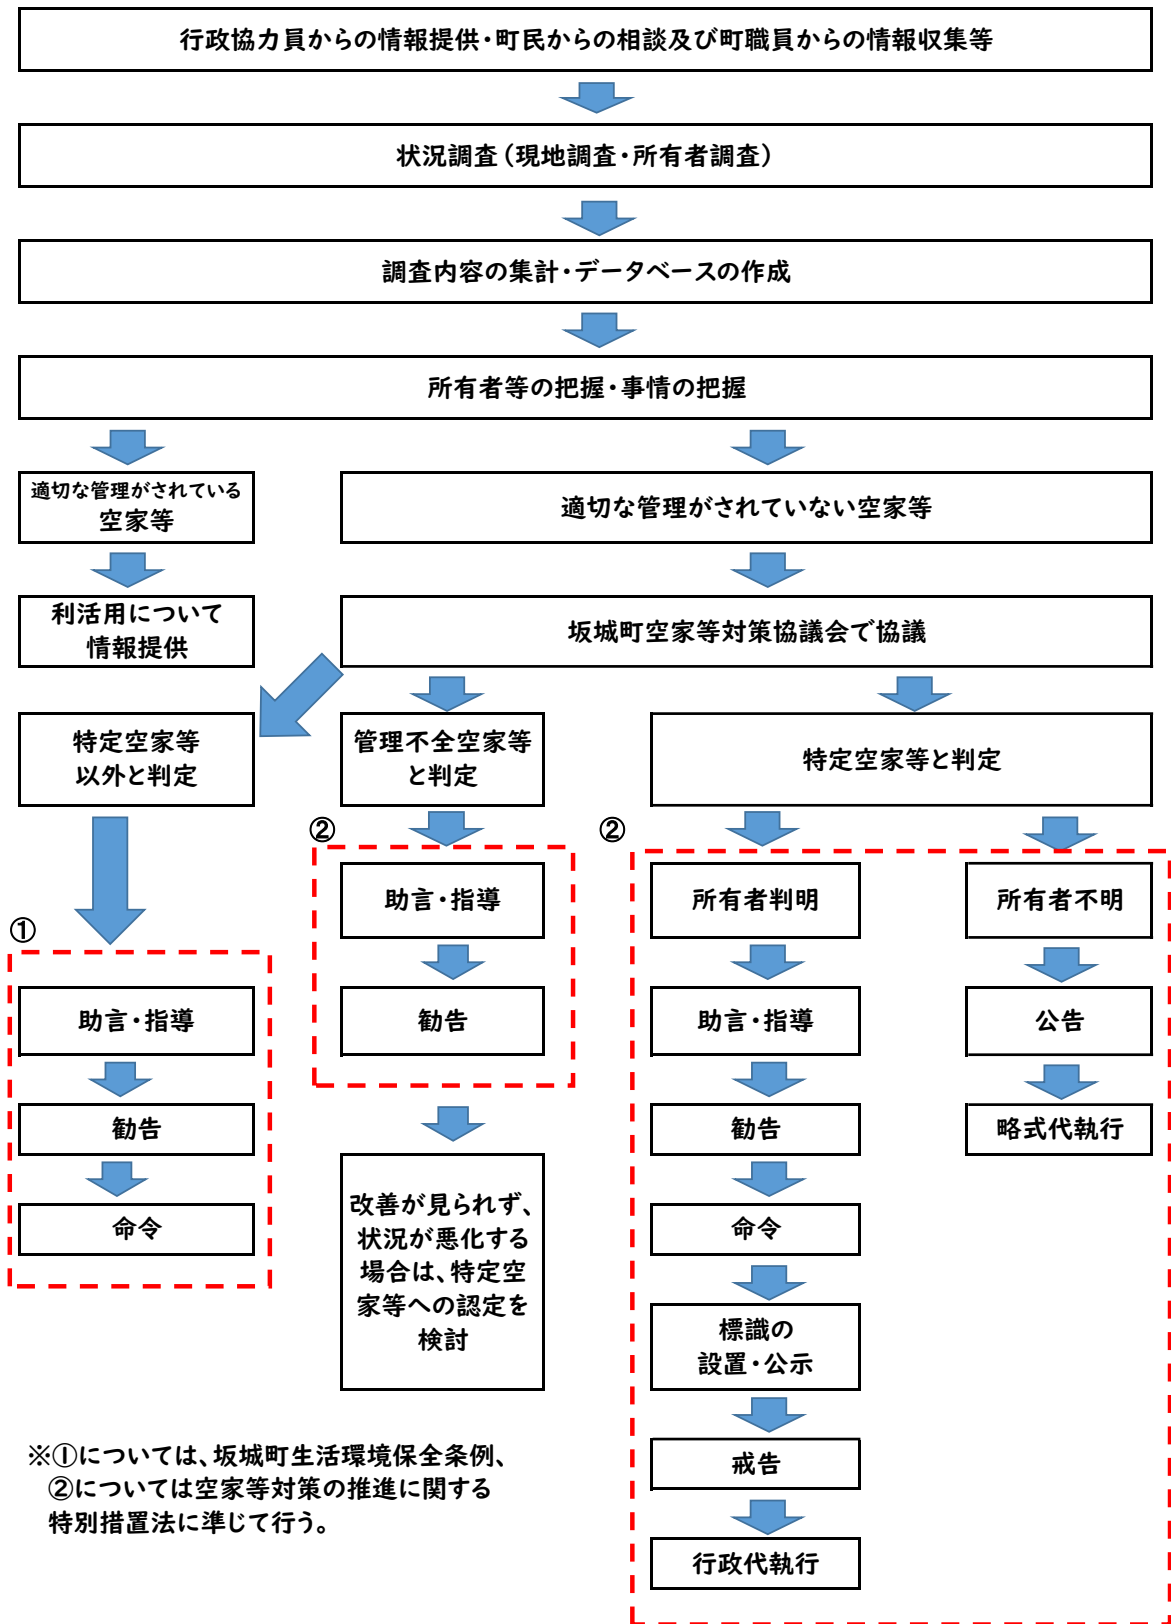 行政協力員からの情報提供・町民からの相談及び町職員からの情報収集等
状況調査（現地調査・所有者調査）
調査内容の集計・データベースの作成
所有者等の把握・事情の把握
適切な管理がされている
空家等
適切な管理がされていない空家等
利活用について
情報提供
坂城町空家等対策協議会で協議
特定空家等
以外と判定
管理不全空家等
と判定
特定空家等と判定
①
助言・指導
勧告
命令
②
助言・指導
勧告
改善が見られず、
状況が悪化する
場合は、特定空
家等への認定を
検討
②
所有者判明
助言・指導
勧告
命令
標識の
設置・公示
戒告
行政代執行
所有者不明
公告
略式代執行
※①については、坂城町生活環境保全条例、
②については空家等対策の推進に関する
特別措置法に準じて行う。